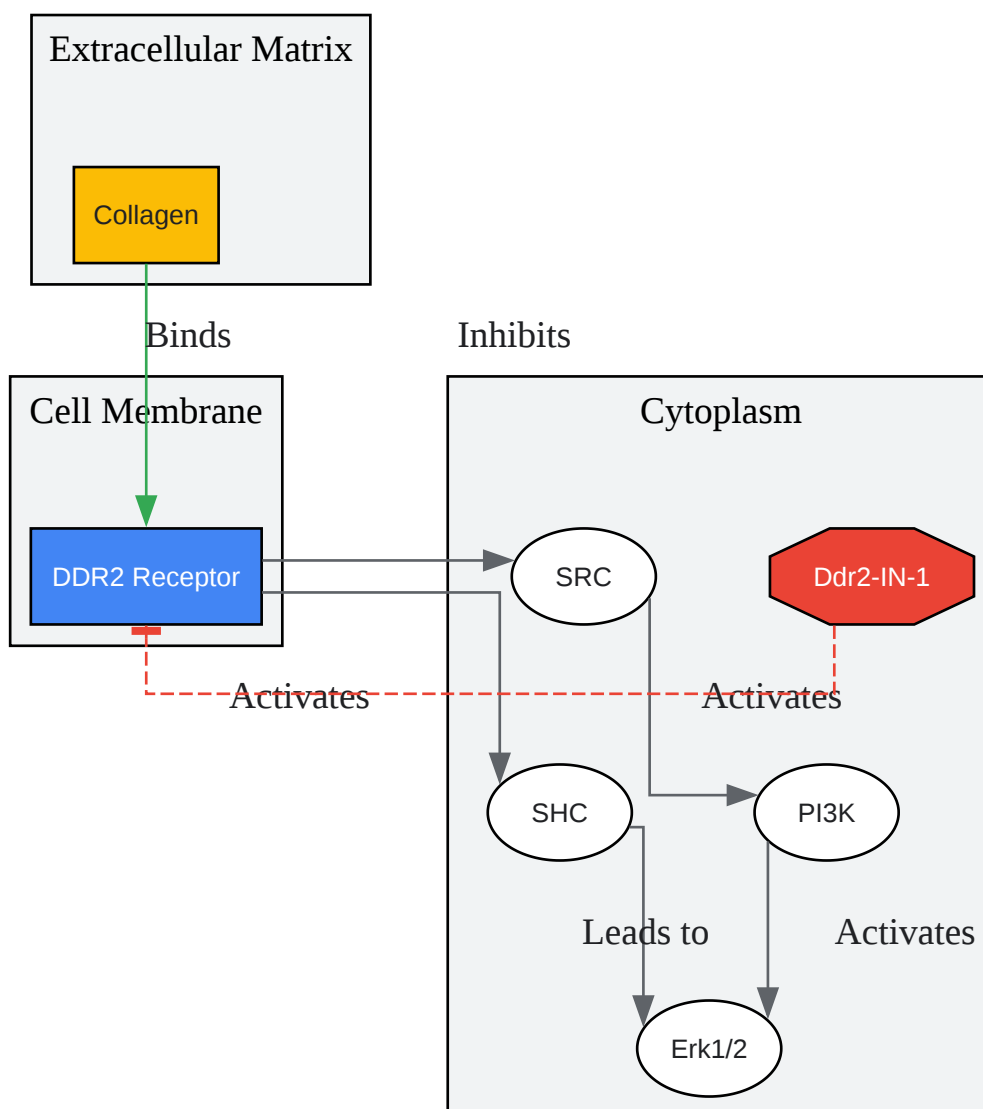 Extracellular Matrix
Collagen
Binds
Inhibits
Cell Membrane
Cytoplasm
DDR2 Receptor
SRC
Ddr2-IN-1
Activates
Activates
SHC
PI3K
Leads to
Activates
Erk1/2